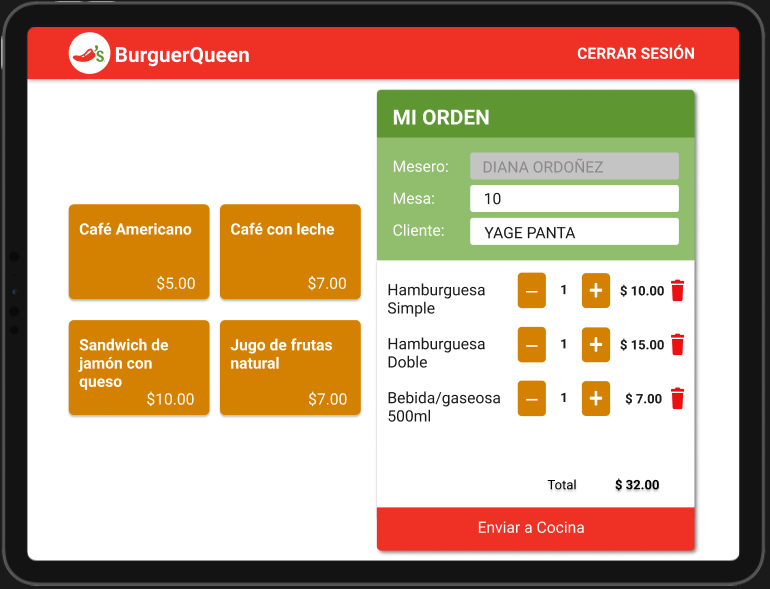 's BurguerQueen
CERRAR SESIÓN
Café Americano
$5.00
Café con leche
$7.00
Sandwich de
jamón con
queso
$10.00
Jugo de frutas
natural
$7.00
MI ORDEN
Mesero: DIANA ORDOÑEZ
Mesa: 10
Cliente: YAGE PANTA
Hamburguesa
Simple
– 1 + $ 10.00
Hamburguesa
Doble
– 1 + $ 15.00
Bebida/gaseosa
500ml
– 1 + $ 7.00
Total $ 32.00
Enviar a Cocina